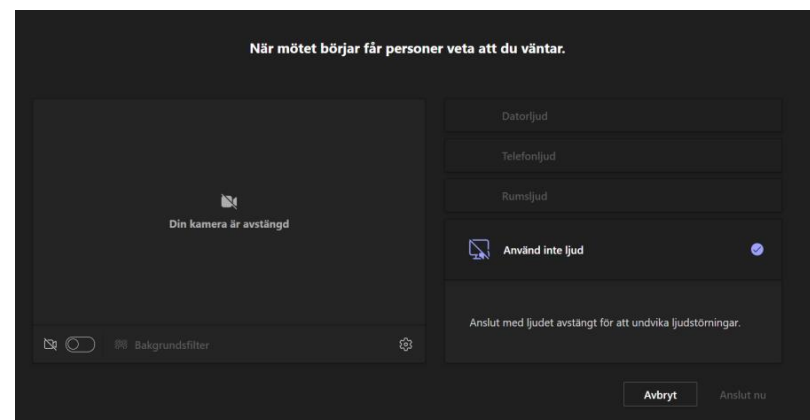 När mötet börjar får personer veta att du väntar.
Din kamera är avstängd
Bakgrundsfilter
Datorljud
Telefonljud
Rumsljud
Använd inte ljud
Anslut med ljudet avstängt för att undvika ljudstörningar.
Avbryt
Anslut nu